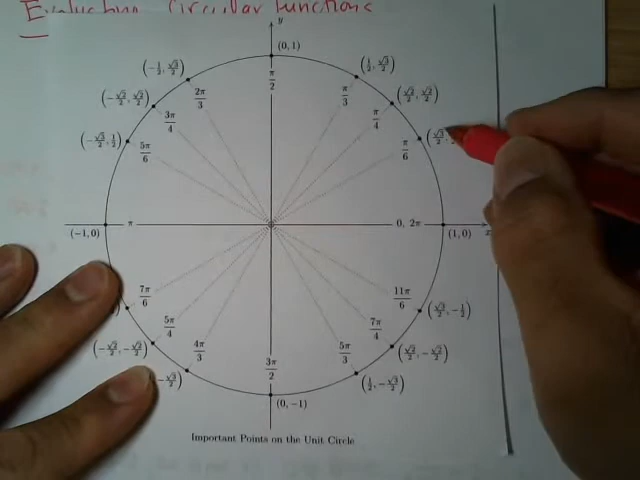 Evaluating Circular Functions
y
(0, 1)
(-1/2, √3/2) (1/2, √3/2)
π/2
2π/3 π/3
(-√2/2, √2/2) (√2/2, √2/2)
3π/4 π/4
(-√3/2, 1/2) (√3/2,
5π/6 π/6
(-1, 0) π 0, 2π (1, 0) x
7π/6 11π/6
(√3/2, -1/2)
5π/4 7π/4
(-√2/2, -√2/2) (√2/2, -√2/2)
4π/3 5π/3
3π/2
-√3/2) (1/2, -√3/2)
(0, -1)
Important Points on the Unit Circle